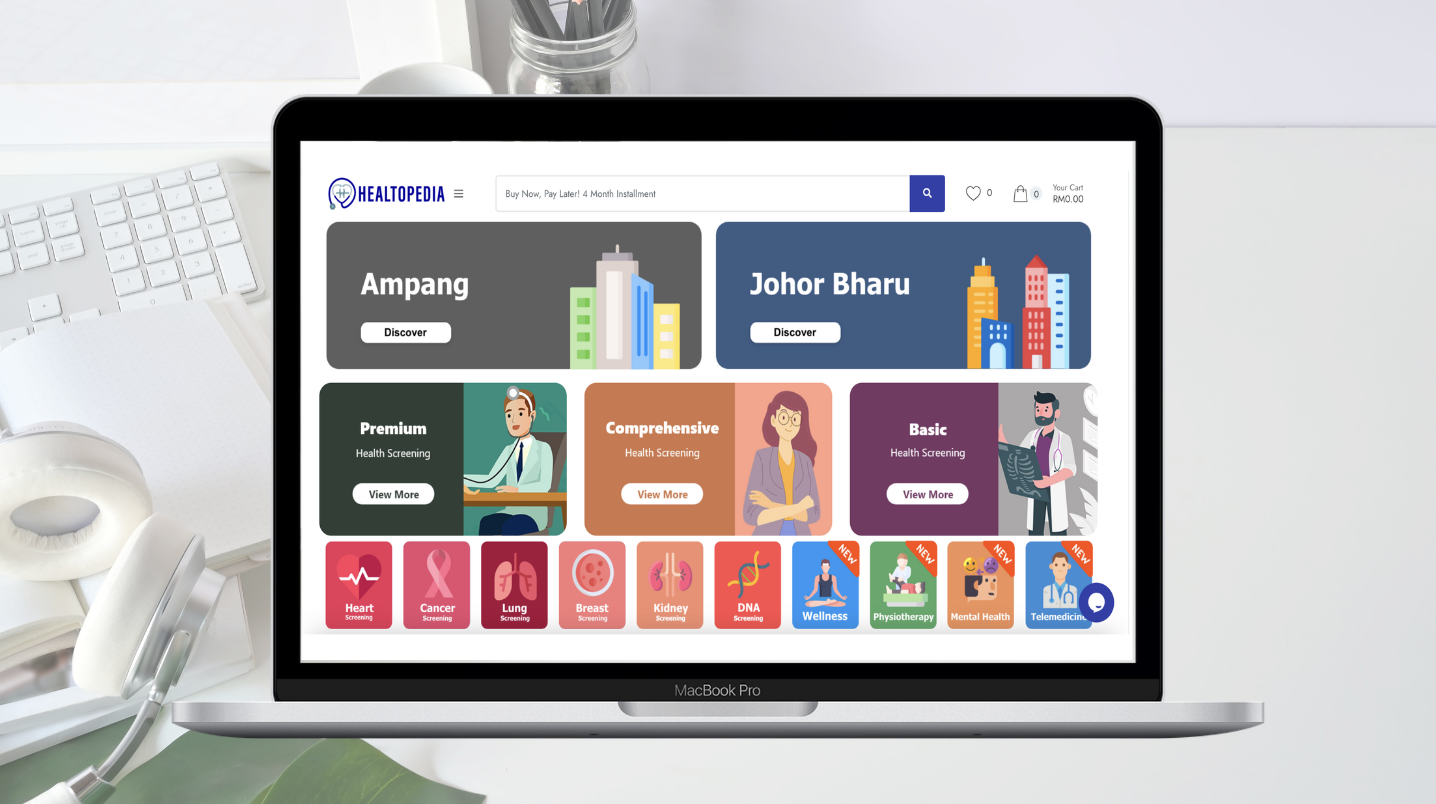 HEALTOPEDIA
Buy Now, Pay Later! 4 Month Installment
0
0
Your Cart
RM0.00
Ampang
Discover
Johor Bharu
Discover
Premium
Health Screening
View More
Comprehensive
Health Screening
View More
Basic
Health Screening
View More
Heart
Screening
Cancer
Screening
Lung
Screening
Breast
Screening
Kidney
Screening
DNA
Screening
NEW
Wellness
NEW
Physiotherapy
NEW
Mental Health
NEW
Telemedicine
MacBook Pro